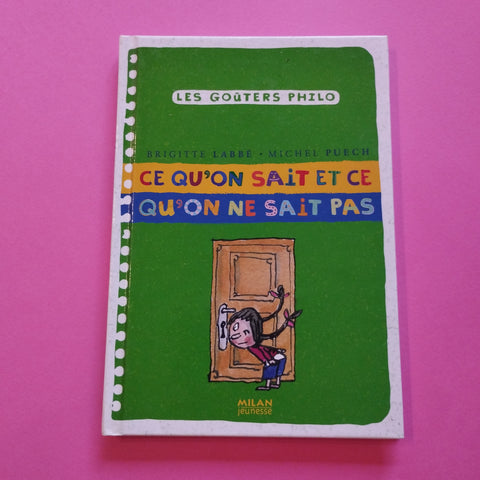 LES GOÛTERS PHILO
BRIGITTE LABBÉ • MICHEL PUECH
CE QU'ON SAIT ET CE
QU'ON NE SAIT PAS
MILAN
jeunesse